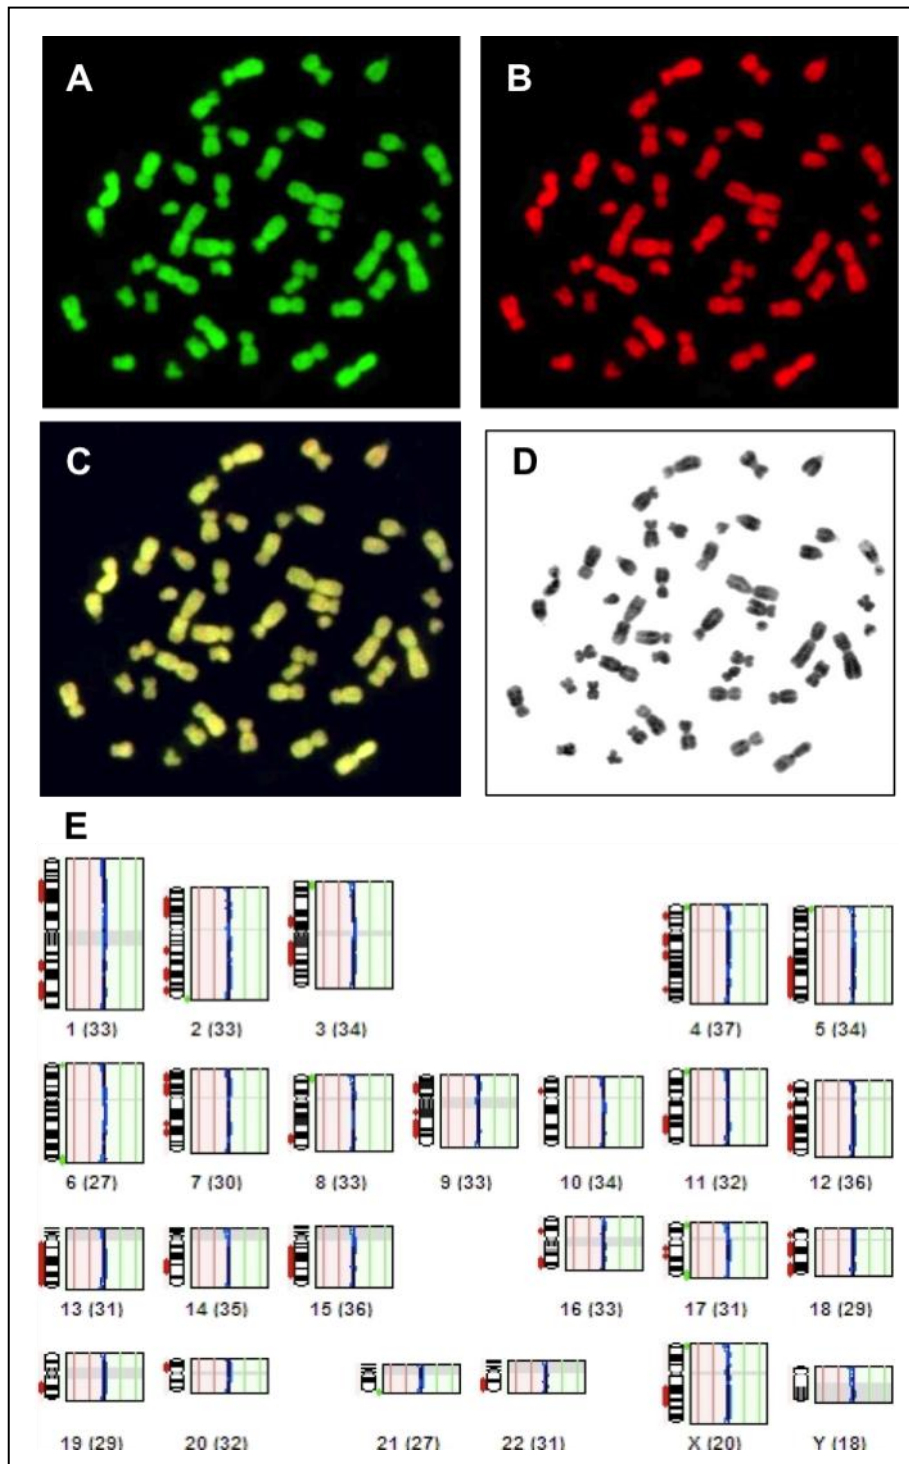 A
B
C
D
E
1 (33) 2 (33) 3 (34) 4 (37) 5 (34)
6 (27) 7 (30) 8 (33) 9 (33) 10 (34) 11 (32) 12 (36)
13 (31) 14 (35) 15 (36) 16 (33) 17 (31) 18 (29)
19 (29) 20 (32) 21 (27) 22 (31) X (20) Y (18)